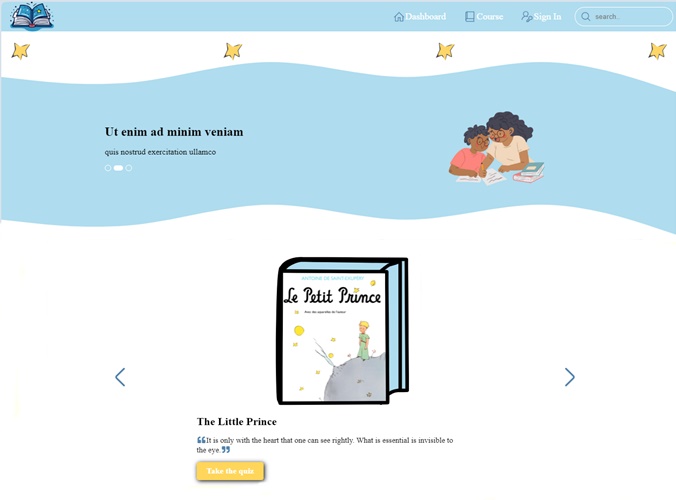 Dashboard Course Sign In search..
Ut enim ad minim veniam
quis nostrud exercitation ullamco
ANTOINE DE SAINT-EXUPÉRY
Le Petit Prince
Avec des aquarelles de l'auteur
The Little Prince
❝It is only with the heart that one can see rightly. What is essential is invisible to
the eye.❞
Take the quiz